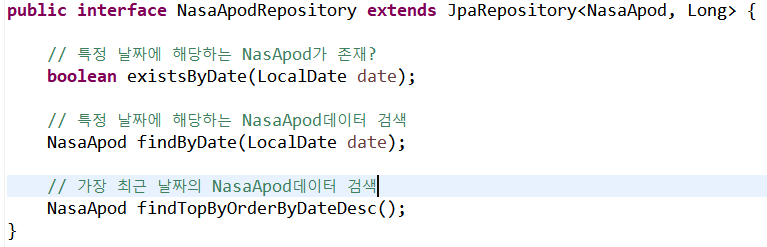 public interface NasaApodRepository extends JpaRepository<NasaApod, Long> {
// 특정 날짜에 해당하는 NasApod가 존재?
boolean existsByDate(LocalDate date);
// 특정 날짜에 해당하는 NasaApod데이터 검색
NasaApod findByDate(LocalDate date);
// 가장 최근 날짜의 NasaApod데이터 검색
NasaApod findTopByOrderByDateDesc();
}